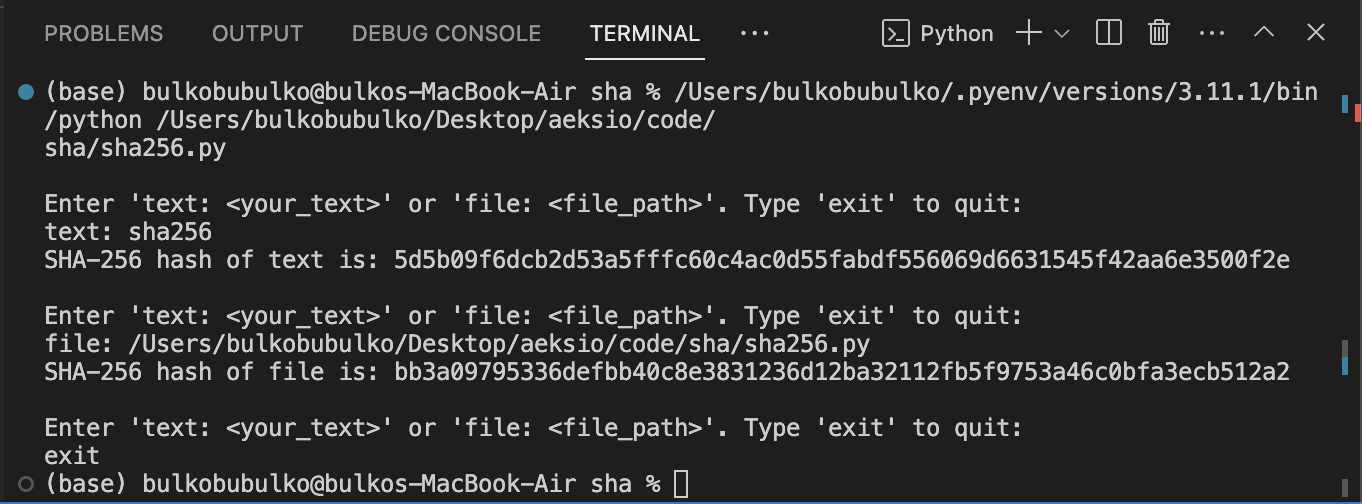 PROBLEMS OUTPUT DEBUG CONSOLE TERMINAL ··· Python
(base) bulkobubulko@bulkos-MacBook-Air sha % /Users/bulkobubulko/.pyenv/versions/3.11.1/bin
/python /Users/bulkobubulko/Desktop/aeksio/code/
sha/sha256.py
Enter 'text: <your_text>' or 'file: <file_path>'. Type 'exit' to quit:
text: sha256
SHA-256 hash of text is: 5d5b09f6dcb2d53a5fffc60c4ac0d55fabdf556069d6631545f42aa6e3500f2e
Enter 'text: <your_text>' or 'file: <file_path>'. Type 'exit' to quit:
file: /Users/bulkobubulko/Desktop/aeksio/code/sha/sha256.py
SHA-256 hash of file is: bb3a09795336defbb40c8e3831236d12ba32112fb5f9753a46c0bfa3ecb512a2
Enter 'text: <your_text>' or 'file: <file_path>'. Type 'exit' to quit:
exit
(base) bulkobubulko@bulkos-MacBook-Air sha %